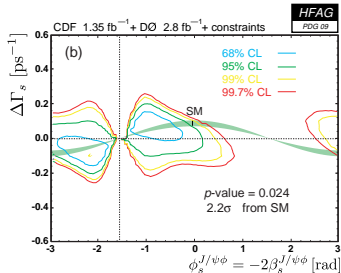 CDF 1.35 fb⁻¹ + DØ 2.8 fb⁻¹ + constraints
HFAG
PDG 09
(b)
68% CL
95% CL
99% CL
99.7% CL
SM
p-value = 0.024
2.2σ from SM
ΔΓs [ps⁻¹]
0.6
0.4
0.2
0.0
-0.2
-0.4
-0.6
-3 -2 -1 0 1 2 3
ϕs^J/ψϕ = −2βs^J/ψϕ [rad]